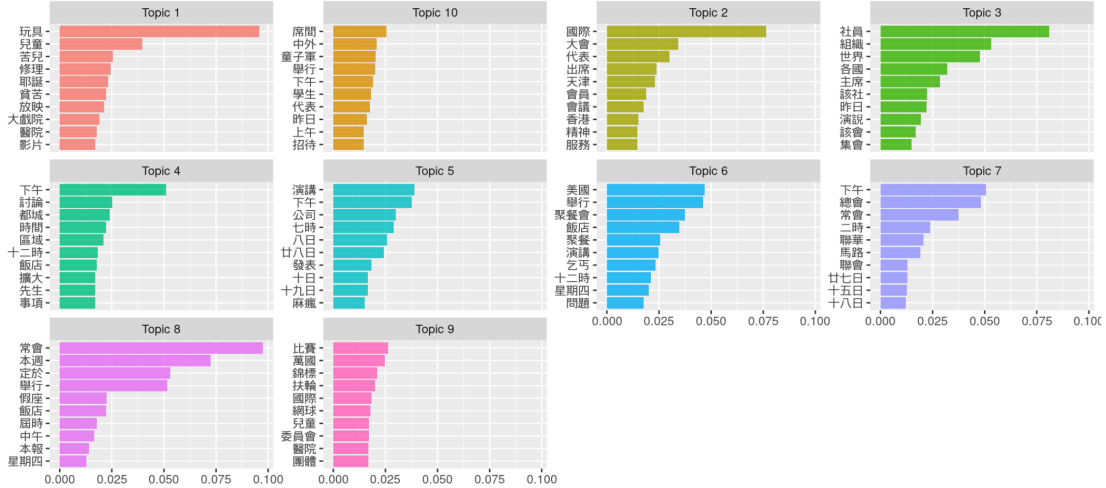 Topic 1
玩具
兒童
苦兒
修理
耶誕
貧苦
放映
大戲院
醫院
影片
Topic 10
席間
中外
童子軍
舉行
下午
學生
代表
昨日
上午
招待
Topic 2
國際
大會
代表
出席
天津
會員
會議
香港
精神
服務
Topic 3
社員
組織
世界
各國
主席
該社
昨日
演說
該會
集會
Topic 4
下午
討論
都城
時間
區域
十二時
飯店
擴大
先生
事項
Topic 5
演講
下午
公司
七時
八日
廿八日
發表
十日
十九日
麻瘋
Topic 6
美國
舉行
聚餐會
飯店
聚餐
演講
乞丐
十二時
星期四
問題
0.000 0.025 0.050 0.075 0.100
Topic 7
下午
總會
常會
二時
聯華
馬路
聯會
廿七日
十五日
十八日
0.000 0.025 0.050 0.075 0.100
Topic 8
常會
本週
定於
舉行
假座
飯店
屆時
中午
本報
星期四
0.000 0.025 0.050 0.075 0.100
Topic 9
比賽
萬國
錦標
扶輪
國際
網球
兒童
委員會
醫院
團體
0.000 0.025 0.050 0.075 0.100